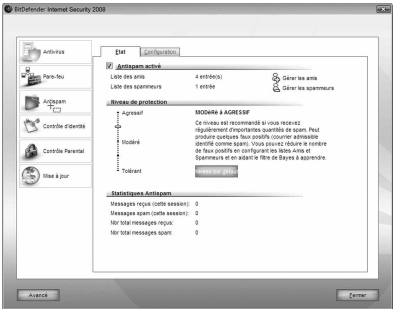 BitDefender Internet Security 2008
Antivirus
Pare-feu
Antispam
Contrôle d'identité
Contrôle Parental
Mise à jour
Etat
Configuration
Antispam activé
Liste des amis 4 entrée(s) Gérer les amis
Liste des spammeurs 1 entrée Gérer les spammeurs
Niveau de protection
Agressif
Modéré
Tolérant
MODéRé à AGRESSIF
Ce niveau est recommandé si vous recevez
régulièrement d'importantes quantités de spam. Peut
produire quelques faux positifs (courrier admissible
identifié comme spam). Vous pouvez réduire le nombre
de faux positifs en configurant les listes Amis et
Spammeurs et en aidant le filtre de Bayes à apprendre.
Niveau par défaut
Statistiques Antispam
Messages reçus (cette session): 0
Messages spam (cette session): 0
Nbr total messages reçus: 0
Nbr total messages spam: 0
Avancé
Fermer